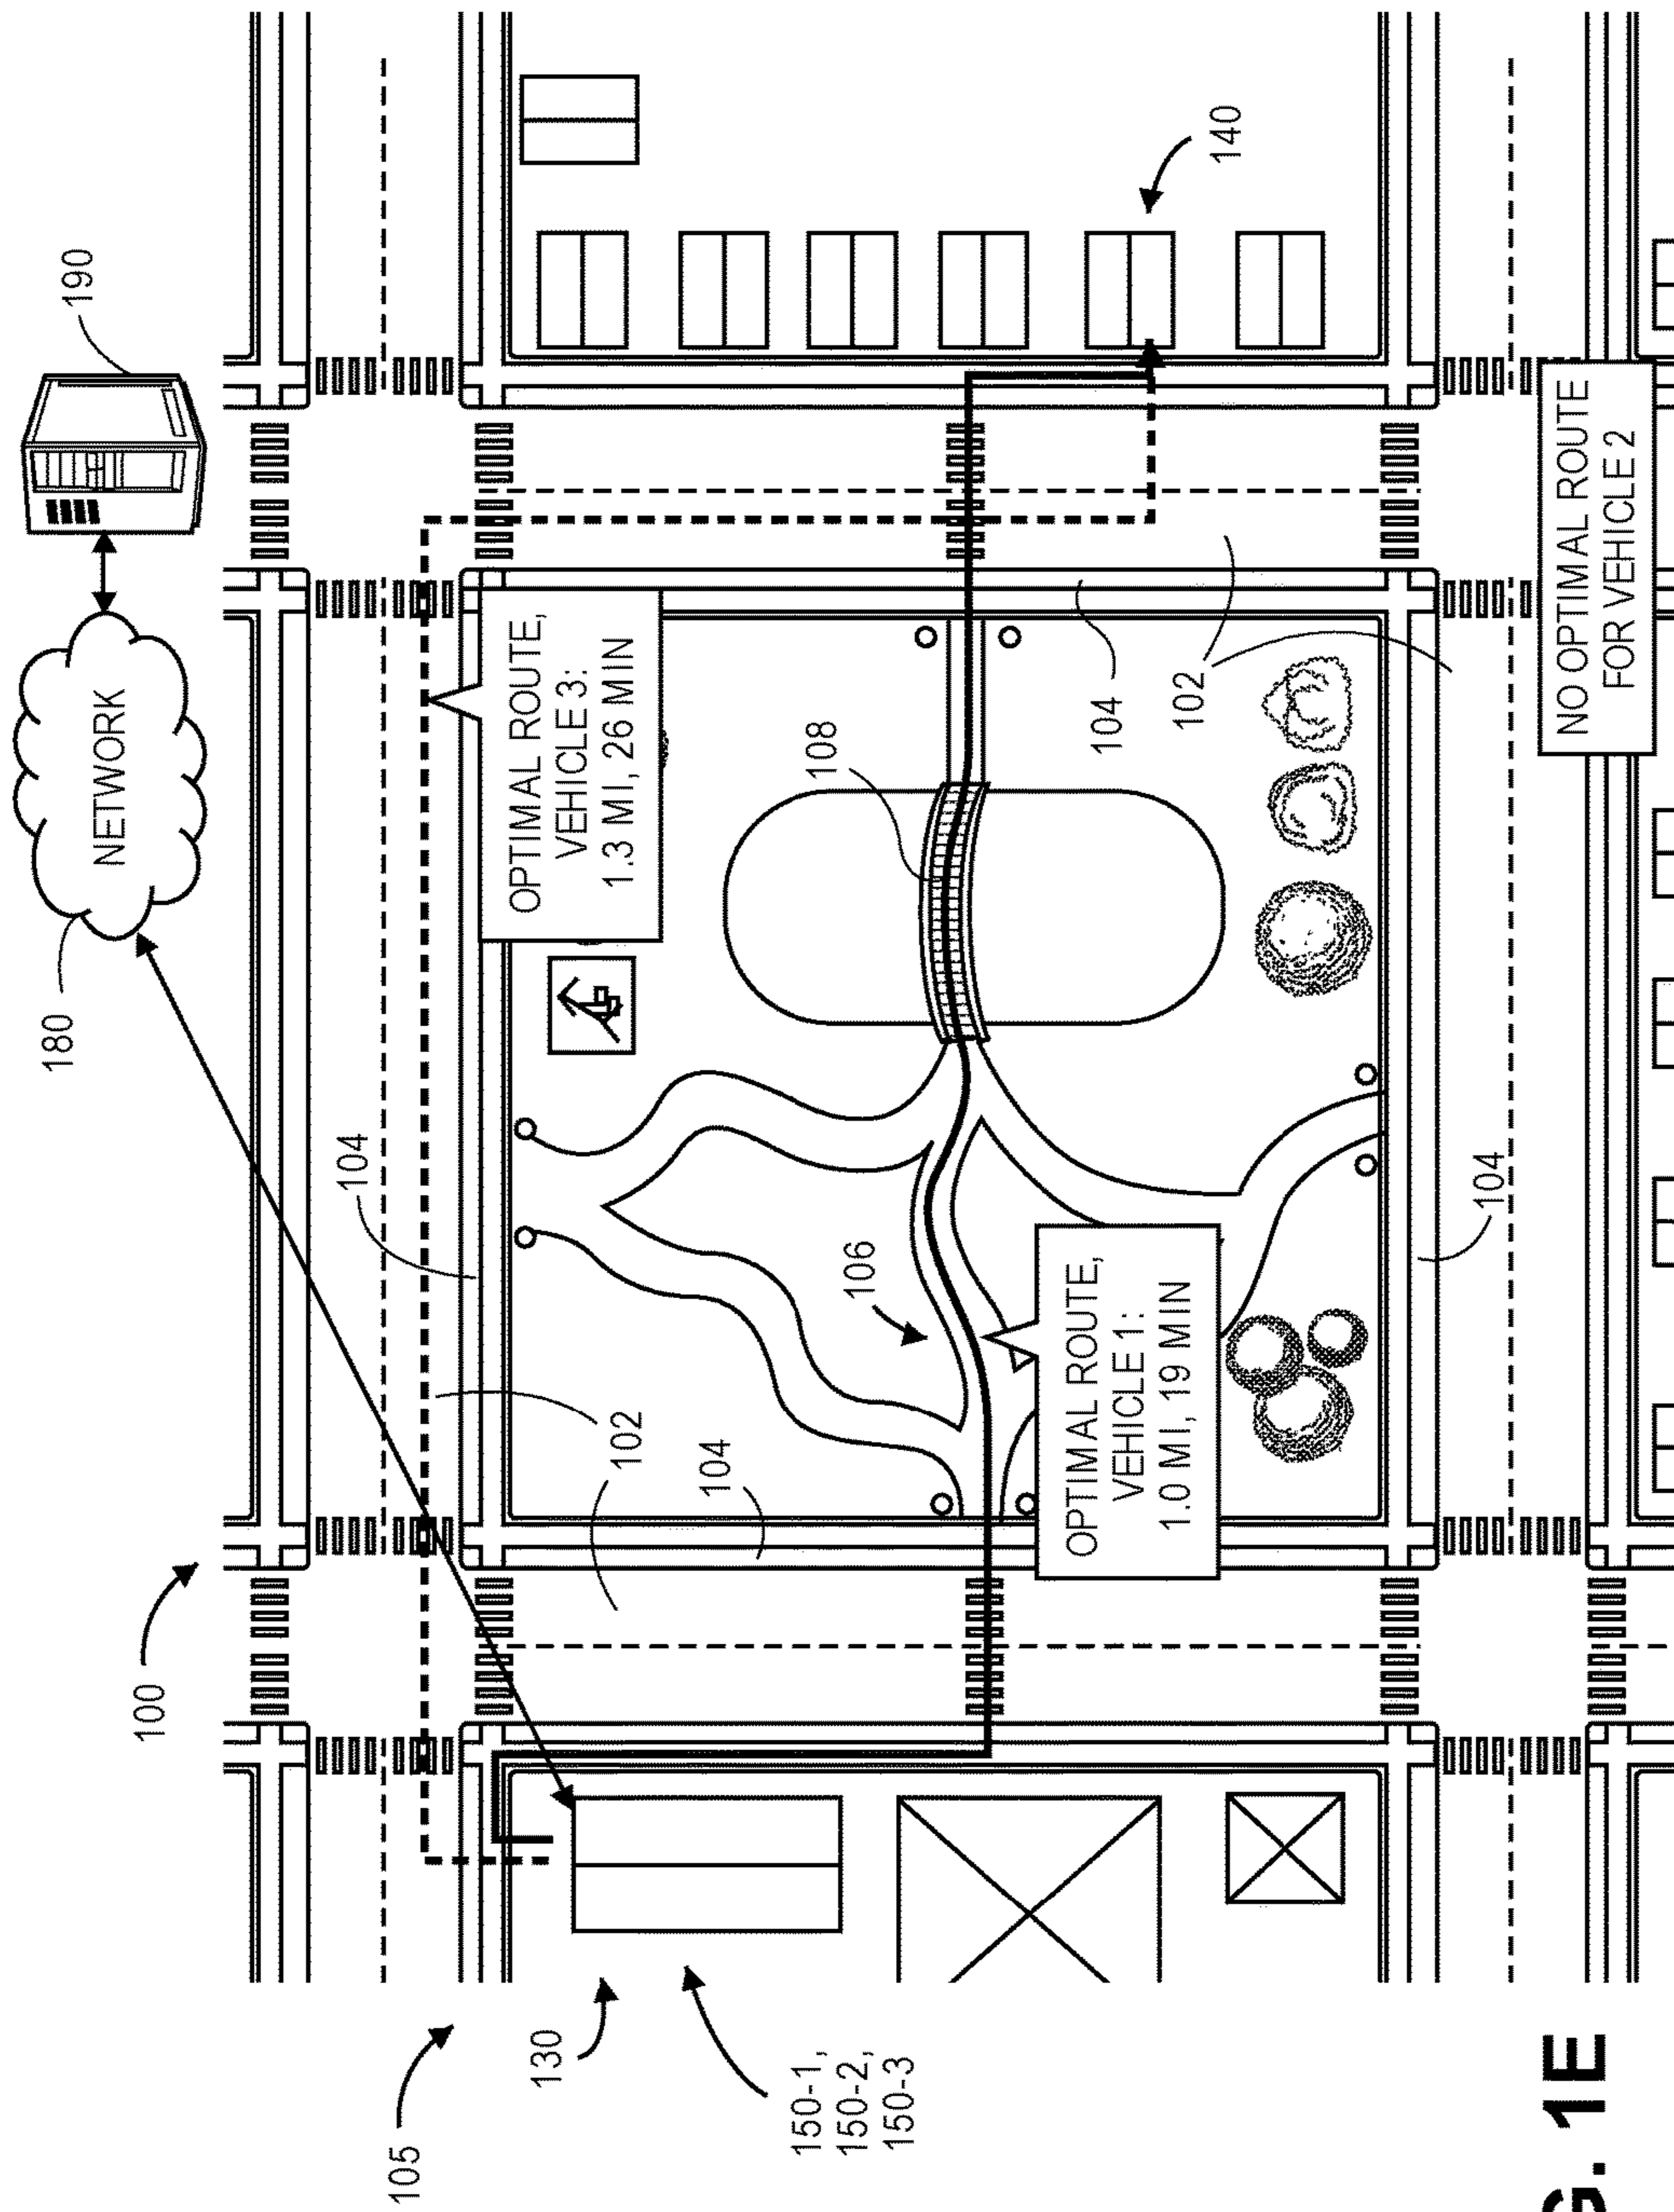 100
190
180
NETWORK
105
104
OPTIMAL ROUTE,
VEHICLE 3:
1.3 MI, 26 MIN
130
150-1,
150-2,
150-3
102
104
106
108
140
OPTIMAL ROUTE,
VEHICLE 1:
1.0 MI, 19 MIN
104
102
104
NO OPTIMAL ROUTE
FOR VEHICLE 2
1E